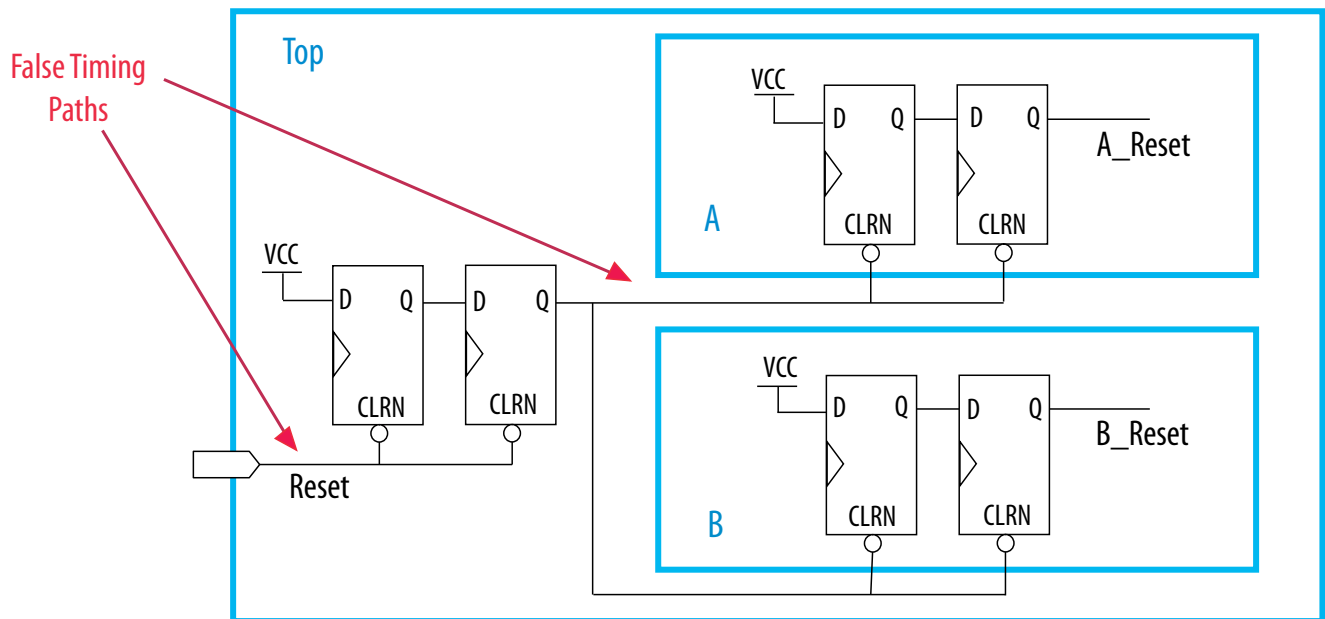 False Timing
Paths
Top
VCC
D Q D Q
A_Reset
CLRN CLRN
A
VCC
D Q D Q
CLRN CLRN
Reset
VCC
D Q D Q
B_Reset
CLRN CLRN
B